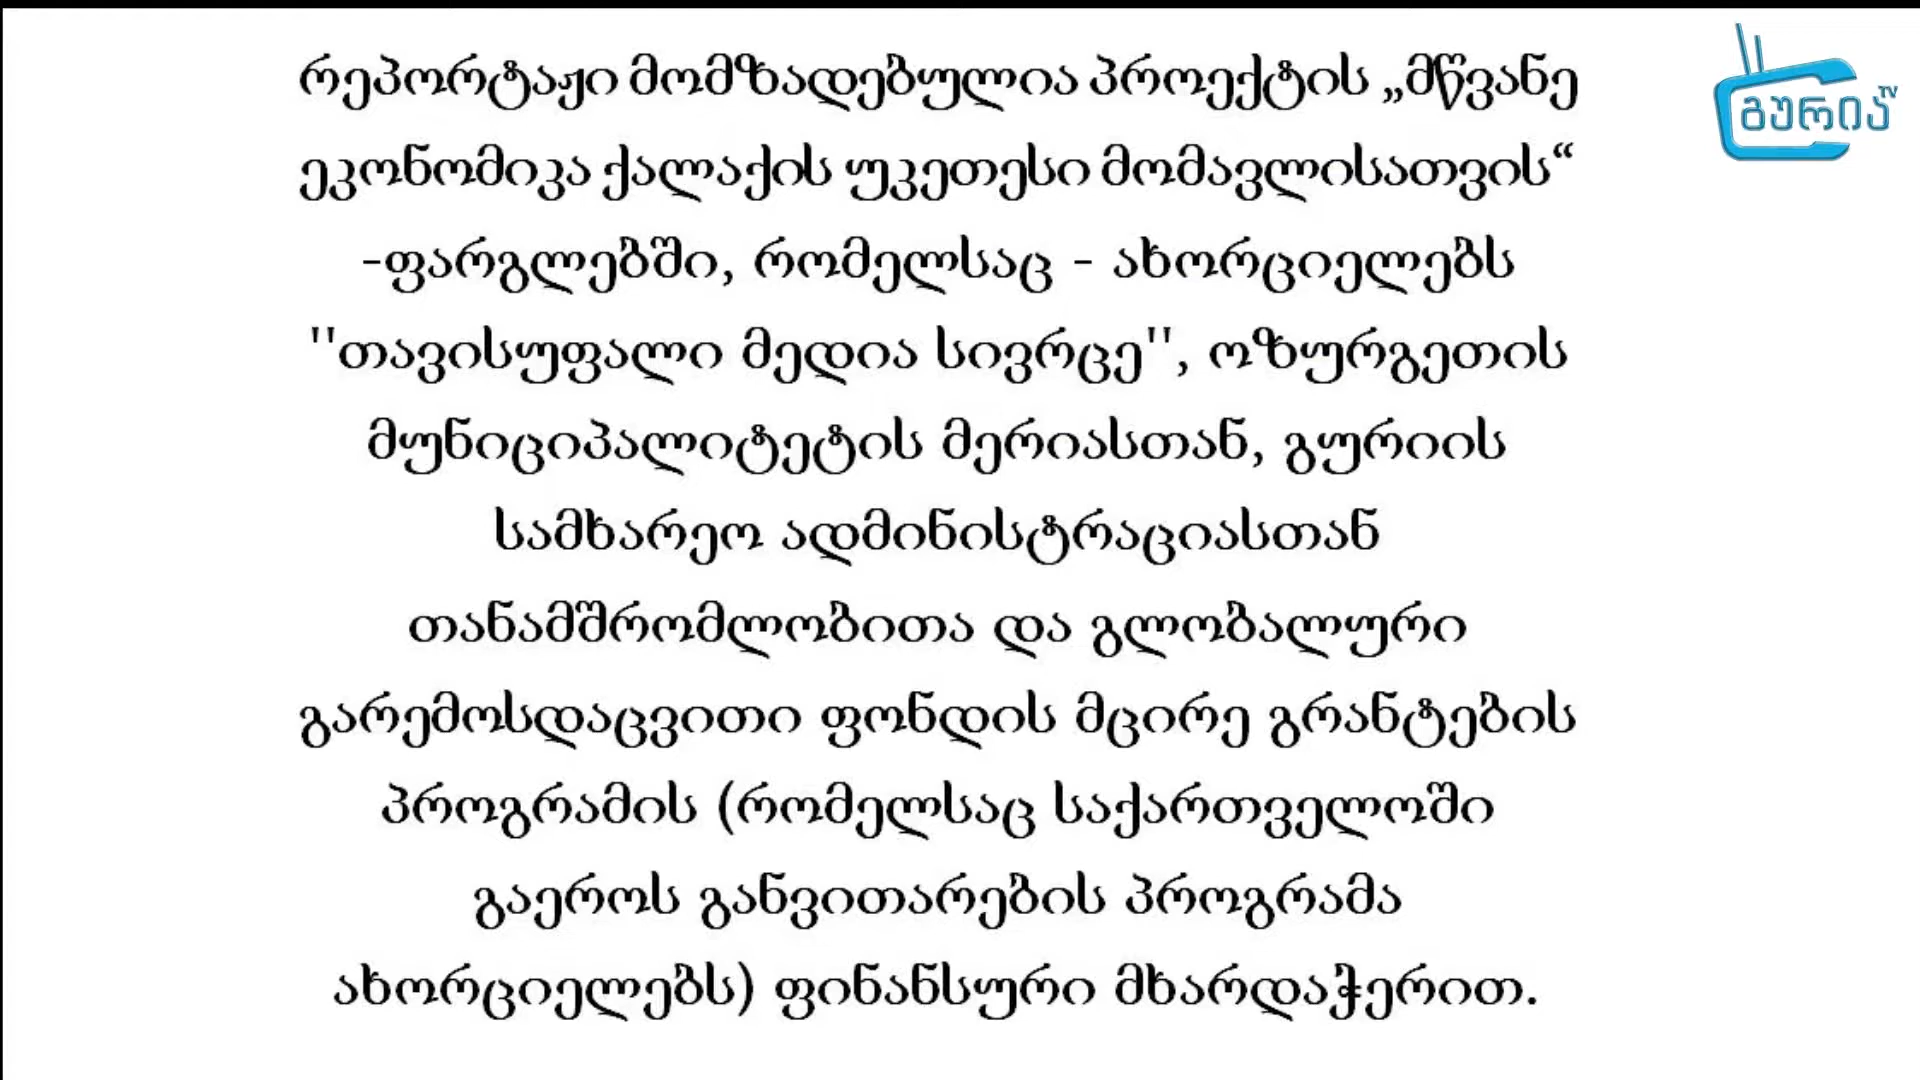 რეპორტაჟი მომზადებულია პროექტის „მწვანე
ეკონომიკა ქალაქის უკეთესი მომავლისათვის“
-ფარგლებში, რომელსაც - ახორციელებს
''თავისუფალი მედია სივრცე'', ოზურგეთის
მუნიციპალიტეტის მერიასთან, გურიის
სამხარეო ადმინისტრაციასთან
თანამშრომლობითა და გლობალური
გარემოსდაცვითი ფონდის მცირე გრანტების
პროგრამის (რომელსაც საქართველოში
გაეროს განვითარების პროგრამა
ახორციელებს) ფინანსური მხარდაჭერით.
გურია TV